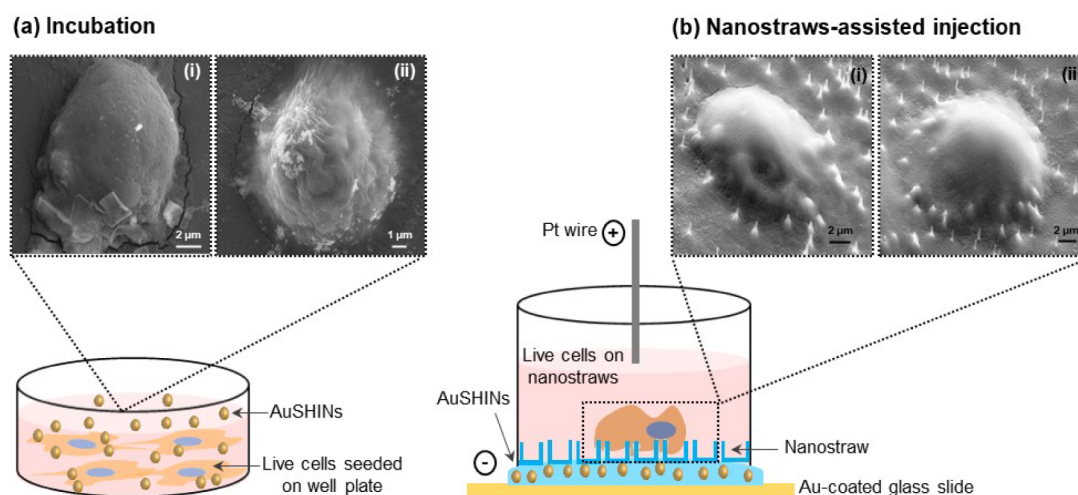 (a) Incubation
(b) Nanostraws-assisted injection
(i)
(ii)
2 µm
1 µm
(i)
(ii
2 µm
2 µm
Pt wire
+
Live cells on
nanostraws
AuSHINs
AuSHINs
Live cells seeded
on well plate
Nanostraw
-
Au-coated glass slide